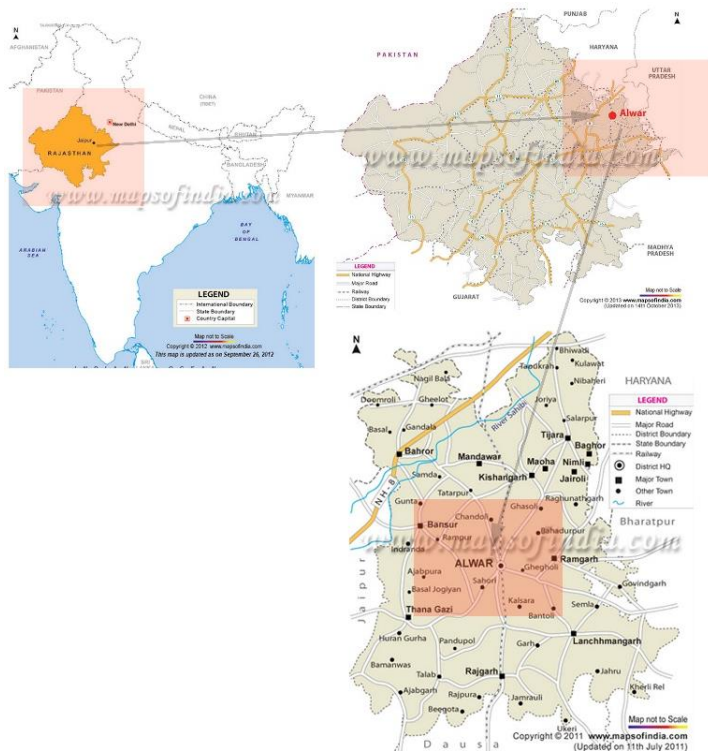 N
AFGHANISTAN
PAKISTAN
CHINA
(TIBET)
New Delhi
NEPAL
BHUTAN
Jaipur
RAJASTHAN
BANGLADESH
MYANMAR
www.mapsofindia.com
ARABIAN
SEA
BAY
OF
BENGAL
LEGEND
International Boundary
State Boundary
Country Capital
Map not to Scale
Copyright © 2012 www.mapsofindia.com
This map is updated as on September 26, 2012
N
PUNJAB
HARYANA
PAKISTAN
UTTAR
PRADESH
Alwar
www.mapsofindia.com
MADHYA
PRADESH
GUJARAT
LEGEND
National Highway
Major Road
Railway
District Boundary
State Boundary
Map not to Scale
Copyright © 2013 www.mapsofindia.com
(Updated on 14th October 2013)
N
Bhiwadi
Tapukrah
Kulawat
Nibaheri
Nagil Bala
Doomroli
Gheelot
Joriya
HARYANA
Basal
Gandala
River Sahibi
Salarpur
Tijara
Baghor
Bahror
Mandawar
Maoha
Nimli
Kishangarh
Jairoli
Samda
Tatarpur
NH-8
Gunta
Ghasoli
Raghunathgarh
Chandoli
Bansur
Bahadurpur
Bharatpur
Rampur
Indranda
www.mapsofindia.com
ALWAR
Ramgarh
Ghegholi
Ajabpura
Sahori
Govindgarh
Basal Jogiyan
Kalsara
Semla
Thana Gazi
Bantoli
Jaipur
Huran Gurha
Pandupol
Garh
Lanchhmangarh
Bamanwas
Talab
Rajgarh
Jahru
Ajabgarh
Rajpura
Jamrauli
Kherli Rel
Beegota
Ukeri
Dausa
LEGEND
National Highway
Major Road
District Boundary
State Boundary
Railway
District HQ
Major Town
Other Town
River
Map not to Scale
Copyright © 2011 www.mapsofindia.com
(Updated on 11th July 2011)